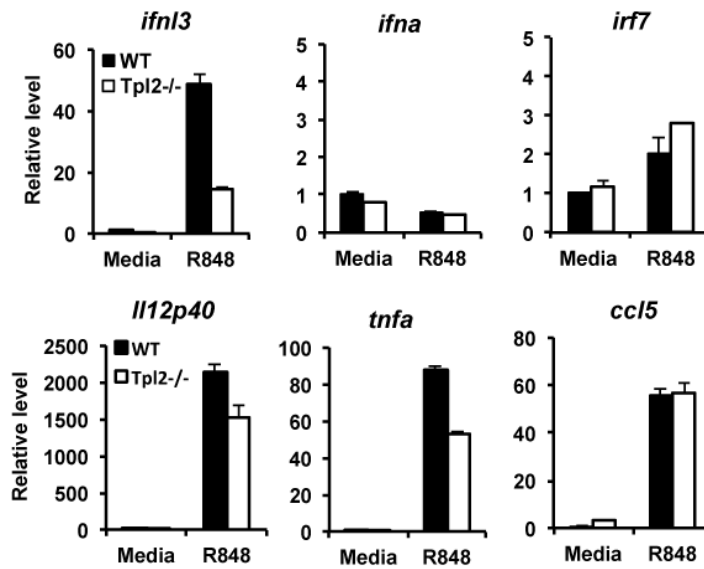 ifnl3
60
40
20
0
Relative level
WT
Tpl2-/-
Media R848
ifna
5
4
3
2
1
0
Media R848
irf7
5
4
3
2
1
0
Media R848
Il12p40
2500
2000
1500
1000
500
0
Relative level
WT
Tpl2-/-
Media R848
tnfa
100
80
60
40
20
0
Media R848
ccl5
80
60
40
20
0
Media R848